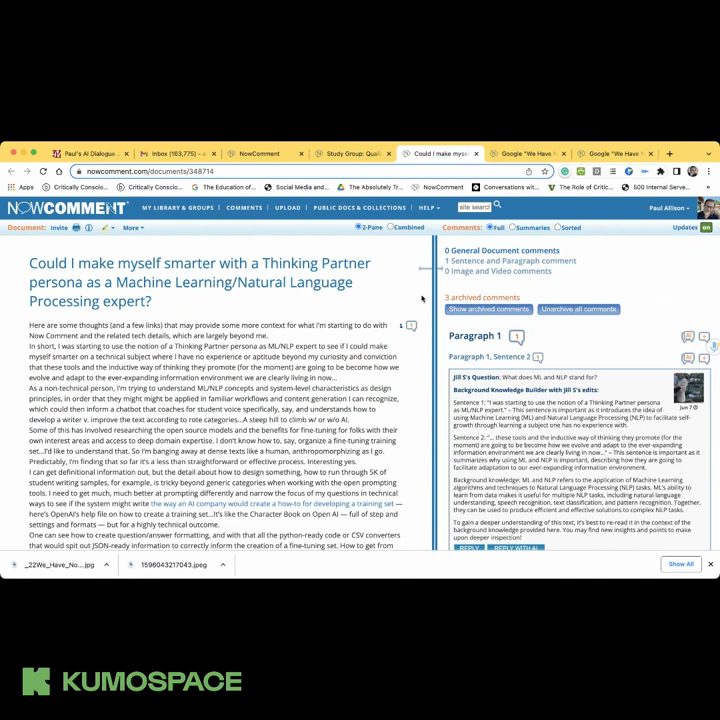 Paul's AI Dialogue
Inbox (163,775) -
NowComment
Study Group: Quali
Could I make myse
Google "We Have N
Google "We Have N
nowcomment.com/documents/348714
Apps
Critically Conscio...
Critically Conscio...
The Education of...
Social Media and...
The Absolutely Tr...
NowComment
Conversations wit...
The Role of Critic...
500 Internal Serve...
NOWCOMMENT
MY LIBRARY & GROUPS
COMMENTS
UPLOAD
PUBLIC DOCS & COLLECTIONS
HELP
site search
Paul Allison
Document: Invite
More
2-Pane
Combined
Comments: Full
Summaries
Sorted
Updates on
Could I make myself smarter with a Thinking Partner
persona as a Machine Learning/Natural Language
Processing expert?
Here are some thoughts (and a few links) that may provide some more context for what I'm starting to do with
1 1
Now Comment and the related tech details, which are largely beyond me.
In short, I was starting to use the notion of a Thinking Partner persona as ML/NLP expert to see if I could make
myself smarter on a technical subject where I have no experience or aptitude beyond my curiosity and conviction
that these tools and the inductive way of thinking they promote (for the moment) are going to become how we
evolve and adapt to the ever-expanding information environment we are clearly living in now...
As a non-technical person, I'm trying to understand ML/NLP concepts and system-level characteristics as design
principles, in order that they might be applied in familiar workflows and content generation I can recognize,
which could then inform a chatbot that coaches for student voice specifically, say, and understands how to
develop a writer v. improve the text according to rote categories...A steep hill to climb w/ or w/o AI.
Some of this has involved researching the open source models and the benefits for fine-tuning for folks with their
own interest areas and access to deep domain expertise. I don't know how to, say, organize a fine-tuning training
set...I'd like to understand that. So I'm banging away at dense texts like a human, anthropomorphizing as I go.
Predictably, I'm finding that so far it's a less than straightforward or effective process. Interesting yes.
I can get definitional information out, but the detail about how to design something, how to run through 5K of
student writing samples, for example, is tricky beyond generic categories when working with the open prompting
tools. I need to get much, much better at prompting differently and narrow the focus of my questions in technical
ways to see if the system might write the way an AI company would create a how-to for developing a training set —
here's OpenAI's help file on how to create a training set...It's like the Character Book on Open AI — full of step and
settings and formats — but for a highly technical outcome.
One can see how to create question/answer formatting, and with that all the python-ready code or CSV converters
that would spit out JSON-ready information to correctly inform the creation of a fine-tuning set. How to get from
0 General Document comments
1 Sentence and Paragraph comment
0 Image and Video comments
3 archived comments
Show archived comments
Unarchive all comments
Paragraph 1 1
AI
Paragraph 1, Sentence 2 1
AI
Jill S's Question: What does ML and NLP stand for?
Background Knowledge Builder with Jill S's edits:
Jun 7
Sentence 1: "I was starting to use the notion of a Thinking Partner persona
as ML/NLP expert." – This sentence is important as it introduces the idea of
using Machine Learning (ML) and Natural Language Processing (NLP) to facilitate self-
growth through learning a subject one has no experience with.
Sentence 2: "... these tools and the inductive way of thinking they promote (for the
moment) are going to become how we evolve and adapt to the ever-expanding
information environment we are clearly living in now..." – This sentence is important as it
summarizes why using ML and NLP is important, describing how they are going to
facilitate adaptation to our ever-expanding information environment.
Background knowledge: ML and NLP refers to the application of Machine Learning
algorithms and techniques to Natural Language Processing (NLP) tasks. ML's ability to
learn from data makes it useful for multiple NLP tasks, including natural language
understanding, speech recognition, text classification, and pattern recognition. Together,
they can be used to produce efficient and effective solutions to complex NLP tasks.
To gain a deeper understanding of this text, it's best to re-read it in the context of the
background knowledge provided here. You may find new insights and points to make
upon deeper inspection!
REPLY
REPLY WITH AI
_22We_Have_No....jpg
1596043217043.jpeg
Show All
KUMOSPACE